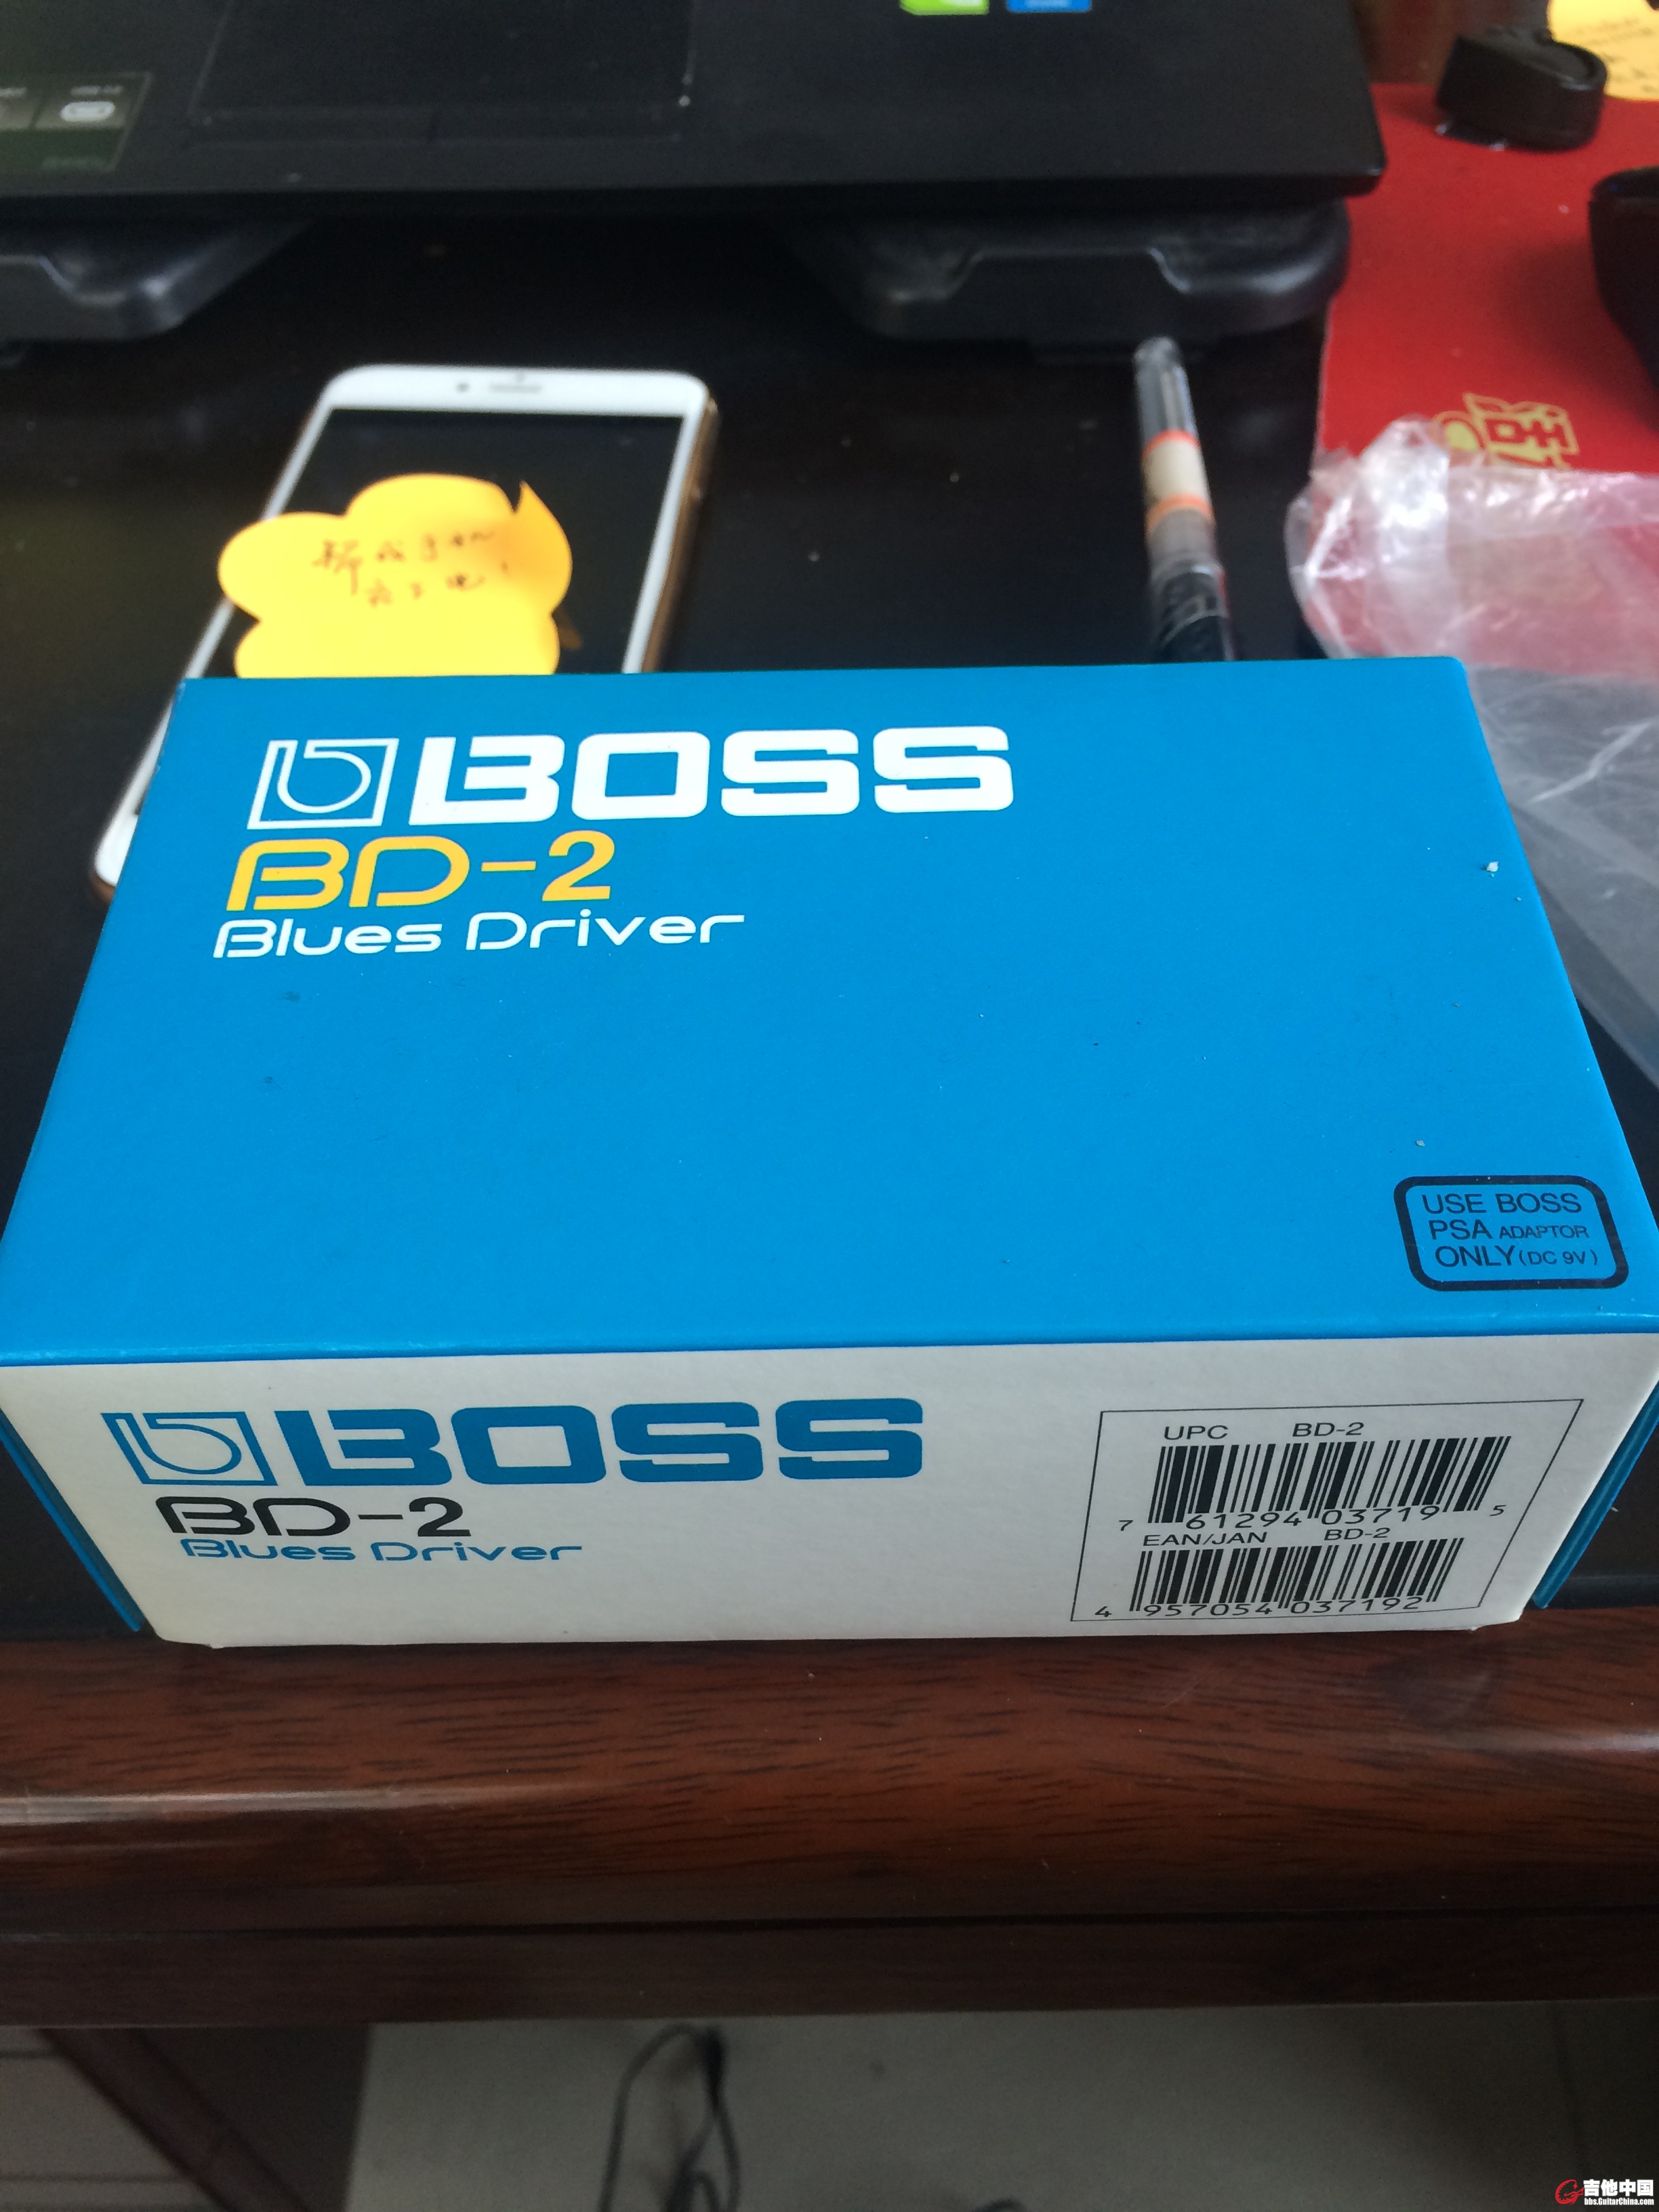 BOSS
BD-2
Blues Driver
USE BOSS
PSA ADAPTOR
ONLY (DC 9V)
BOSS
BD-2
Blues Driver
UPC BD-2
7 61294 03719 5
EAN/JAN BD-2
4 957054 037192
吉他中国
bbs.GuitarChina.com